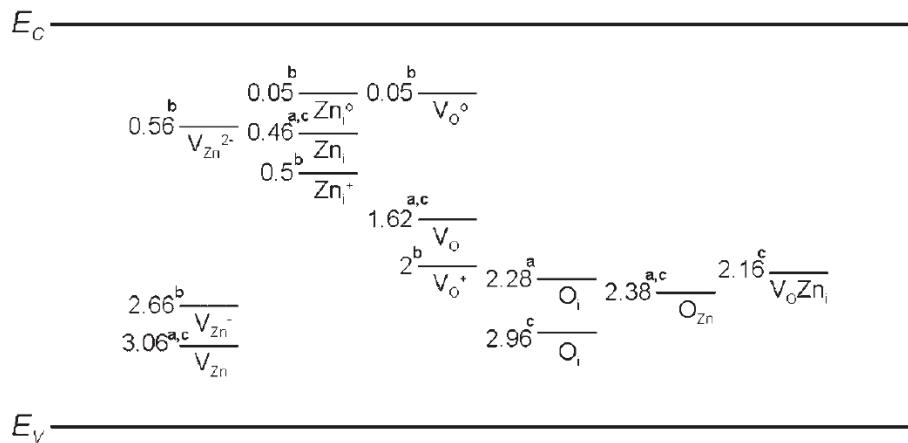 E_C
0.05^b Zn_i^o
0.05^b V_O^o
0.56^b V_Zn^2-
0.46^a,c Zn_i
0.5^b Zn_i^+
1.62^a,c V_O
2^b V_O^+
2.28^a O_i
2.38^a,c O_Zn
2.16^c V_OZn_i
2.66^b V_Zn^-
3.06^a,c V_Zn
2.96^c O_i
E_V